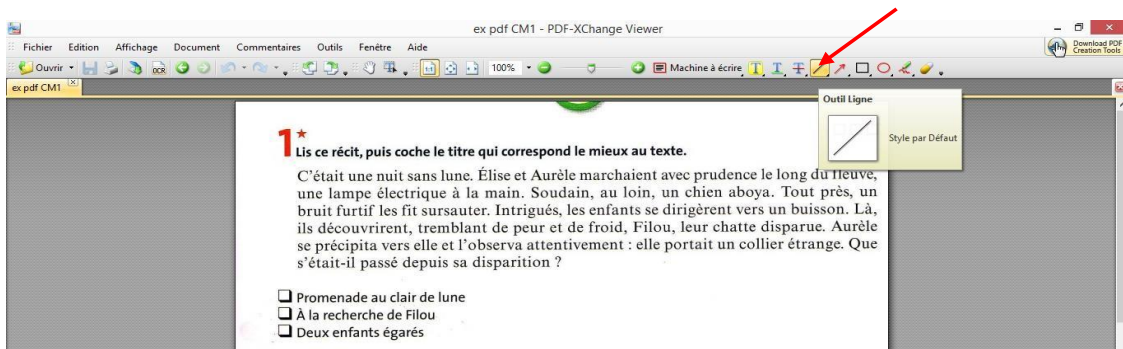 ex pdf CM1 - PDF-XChange Viewer
Fichier Edition Affichage Document Commentaires Outils Fenêtre Aide
Download PDF
Creation Tools
Ouvrir OCR 1:1 100% Machine à écrire T T T
ex pdf CM1
Outil Ligne
Style par Défaut
1*
Lis ce récit, puis coche le titre qui correspond le mieux au texte.
C'était une nuit sans lune. Élise et Aurèle marchaient avec prudence le long du fleuve,
une lampe électrique à la main. Soudain, au loin, un chien aboya. Tout près, un
bruit furtif les fit sursauter. Intrigués, les enfants se dirigèrent vers un buisson. Là,
ils découvrirent, tremblant de peur et de froid, Filou, leur chatte disparue. Aurèle
se précipita vers elle et l'observa attentivement : elle portait un collier étrange. Que
s'était-il passé depuis sa disparition ?
Promenade au clair de lune
À la recherche de Filou
Deux enfants égarés